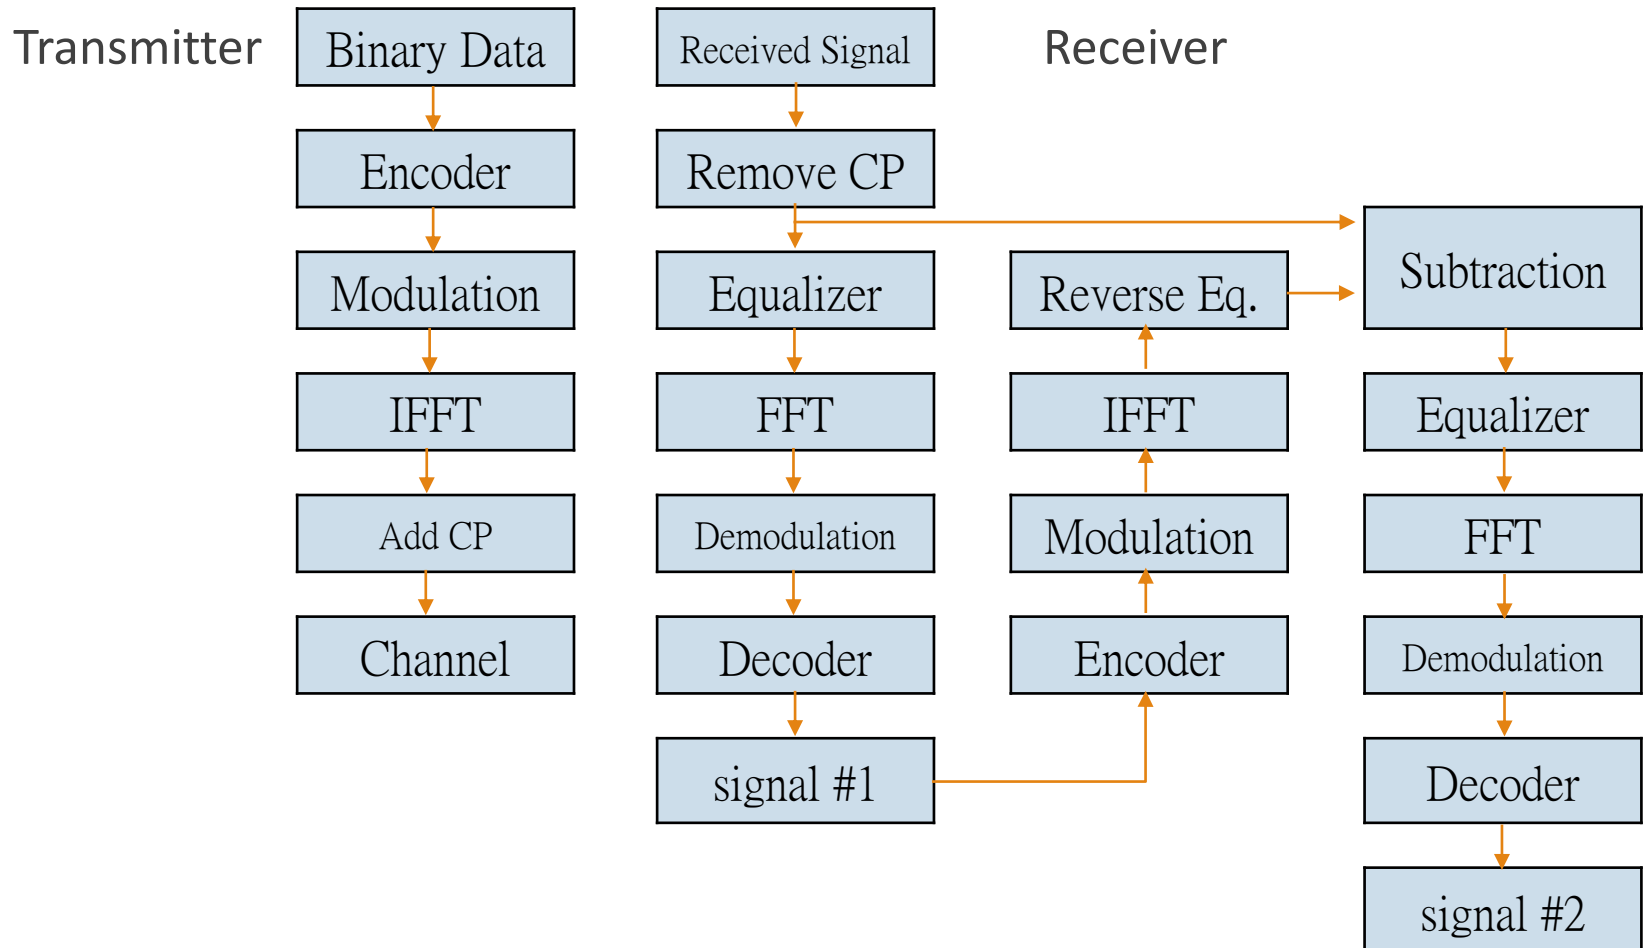 Transmitter
Binary Data
Encoder
Modulation
IFFT
Add CP
Channel
Received Signal
Remove CP
Equalizer
FFT
Demodulation
Decoder
signal #1
Receiver
Reverse Eq.
IFFT
Modulation
Encoder
Subtraction
Equalizer
FFT
Demodulation
Decoder
signal #2